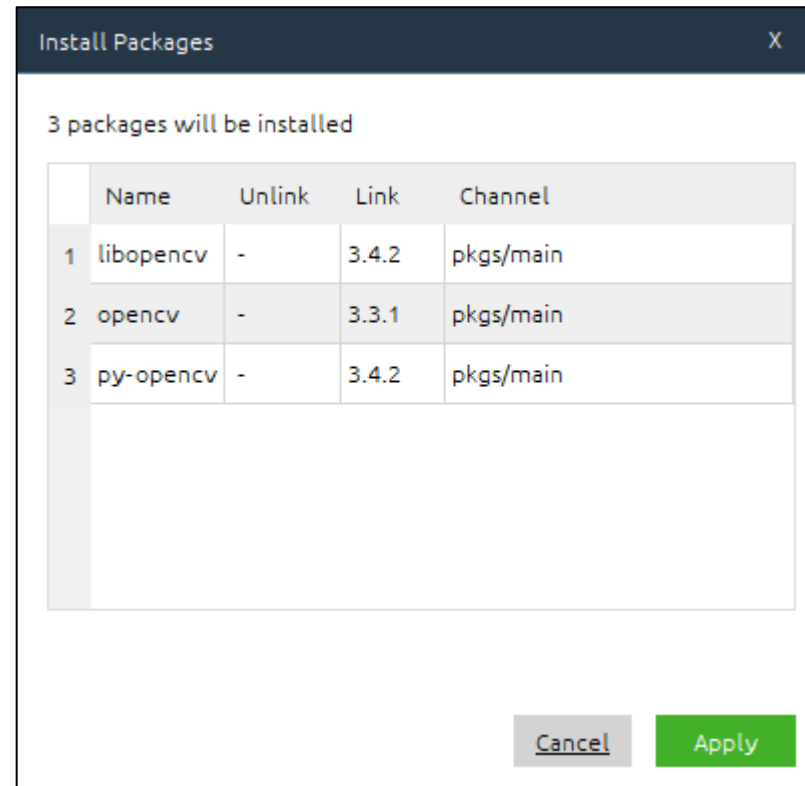 Install Packages X
3 packages will be installed
Name Unlink Link Channel
1 libopencv - 3.4.2 pkgs/main
2 opencv - 3.3.1 pkgs/main
3 py-opencv - 3.4.2 pkgs/main
Cancel Apply